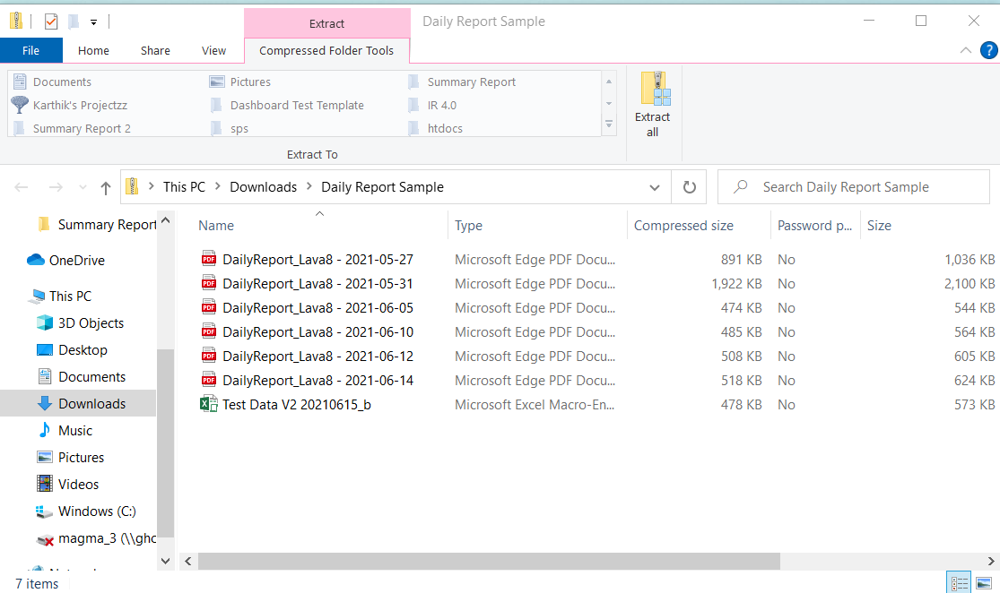 Extract
Daily Report Sample
File
Home
Share
View
Compressed Folder Tools
?
Documents
Pictures
Summary Report
Karthik's Projectzz
Dashboard Test Template
IR 4.0
Summary Report 2
sps
htdocs
Extract To
Extract
all
This PC > Downloads > Daily Report Sample
Search Daily Report Sample
Summary Report
OneDrive
This PC
3D Objects
Desktop
Documents
Downloads
Music
Pictures
Videos
Windows (C:)
magma_3 (\\ghc
Name Type Compressed size Password p... Size
PDF DailyReport_Lava8 - 2021-05-27 Microsoft Edge PDF Docu... 891 KB No 1,036 KB
PDF DailyReport_Lava8 - 2021-05-31 Microsoft Edge PDF Docu... 1,922 KB No 2,100 KB
PDF DailyReport_Lava8 - 2021-06-05 Microsoft Edge PDF Docu... 474 KB No 544 KB
PDF DailyReport_Lava8 - 2021-06-10 Microsoft Edge PDF Docu... 485 KB No 564 KB
PDF DailyReport_Lava8 - 2021-06-12 Microsoft Edge PDF Docu... 508 KB No 605 KB
PDF DailyReport_Lava8 - 2021-06-14 Microsoft Edge PDF Docu... 518 KB No 624 KB
Test Data V2 20210615_b Microsoft Excel Macro-En... 478 KB No 573 KB
7 items